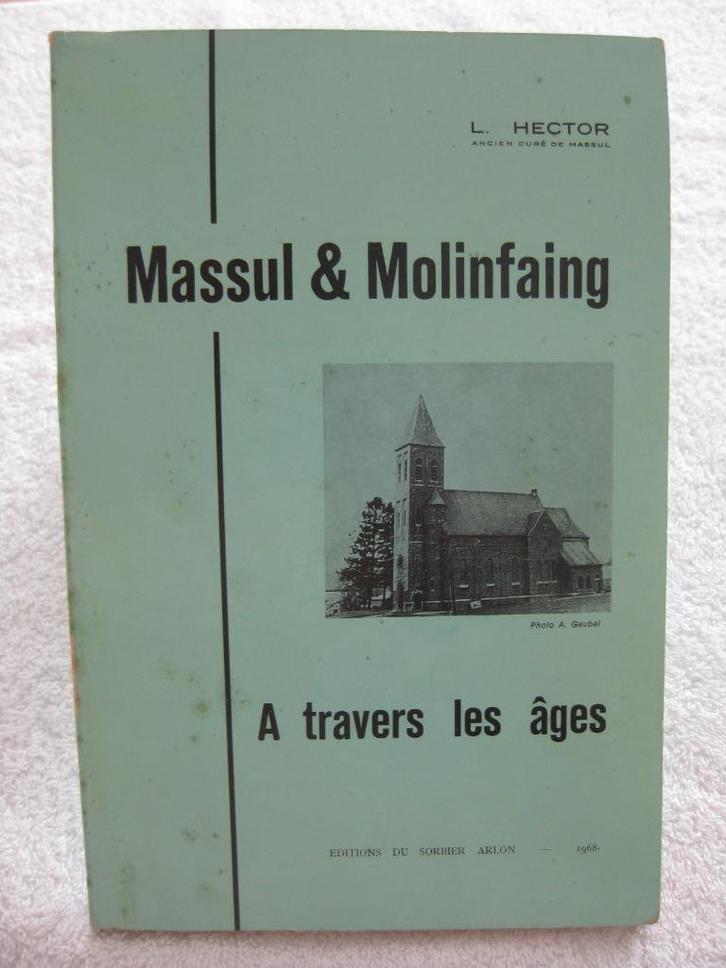 L. HECTOR
ANCIEN CURÉ DE MASSUL
Massul & Molinfaing
Photo A. Geubel
A travers les âges
EDITIONS DU SORBIER ARLON — 1968-